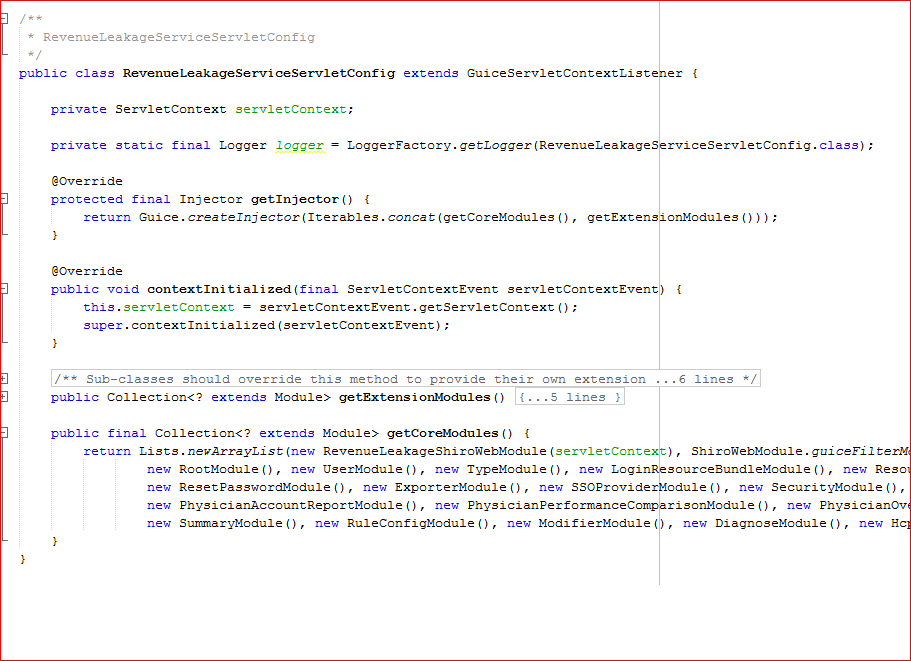 /**
* RevenueLeakageServiceServletConfig
*/
public class RevenueLeakageServiceServletConfig extends GuiceServletContextListener {
private ServletContext servletContext;
private static final Logger logger = LoggerFactory.getLogger(RevenueLeakageServiceServletConfig.class);
@Override
protected final Injector getInjector() {
return Guice.createInjector(Iterables.concat(getCoreModules(), getExtensionModules()));
}
@Override
public void contextInitialized(final ServletContextEvent servletContextEvent) {
this.servletContext = servletContextEvent.getServletContext();
super.contextInitialized(servletContextEvent);
}
/** Sub-classes should override this method to provide their own extension ...6 lines */
public Collection<? extends Module> getExtensionModules() {...5 lines }
public final Collection<? extends Module> getCoreModules() {
return Lists.newArrayList(new RevenueLeakageShiroWebModule(servletContext), ShiroWebModule.guiceFilterM
new RootModule(), new UserModule(), new TypeModule(), new LoginResourceBundleModule(), new Resou
new ResetPasswordModule(), new ExporterModule(), new SSOProviderModule(), new SecurityModule(),
new PhysicianAccountReportModule(), new PhysicianPerformanceComparisonModule(), new PhysicianOve
new SummaryModule(), new RuleConfigModule(), new ModifierModule(), new DiagnoseModule(), new Hcp
}
}